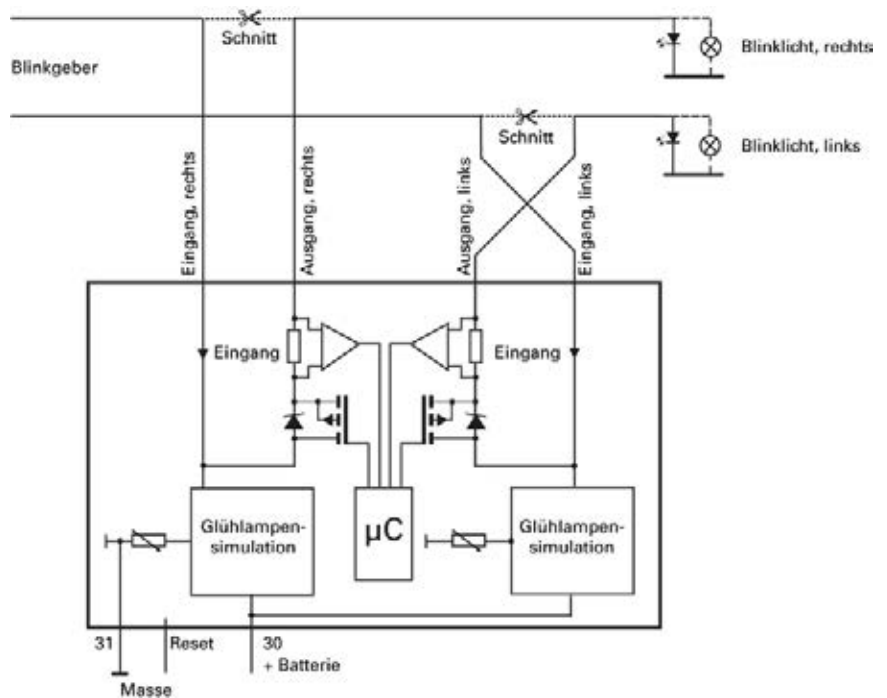 Schnitt
Blinklicht, rechts
Blinkgeber
Schnitt
Blinklicht, links
Eingang, rechts
Ausgang, rechts
Ausgang, links
Eingang, links
Eingang
Eingang
Glühlampen-
simulation
µC
Glühlampen-
simulation
31
Reset
30
+ Batterie
Masse